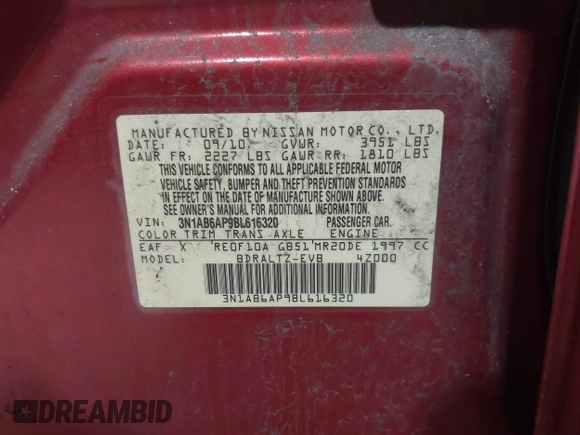 MANUFACTURED BY NISSAN MOTOR CO., LTD.
DATE: 09/10 GVWR: 3951 LBS
GAWR FR: 2227 LBS GAWR RR: 1810 LBS
THIS VEHICLE CONFORMS TO ALL APPLICABLE FEDERAL MOTOR
VEHICLE SAFETY, BUMPER AND THEFT PREVENTION STANDARDS
IN EFFECT ON THE DATE OF MANUFACTURE SHOWN ABOVE.
SEE OWNER'S MANUAL FOR ADDITIONAL INFORMATION.
VIN: 3N1AB6AP9BL616320 PASSENGER CAR.
COLOR TRIM TRANS AXLE ENGINE
EAF X RE0F10A GB51 MR20DE 1997 CC
MODEL BDRALTZ-EVB 4Z000
3N1AB6AP9BL616320
DREAMBID